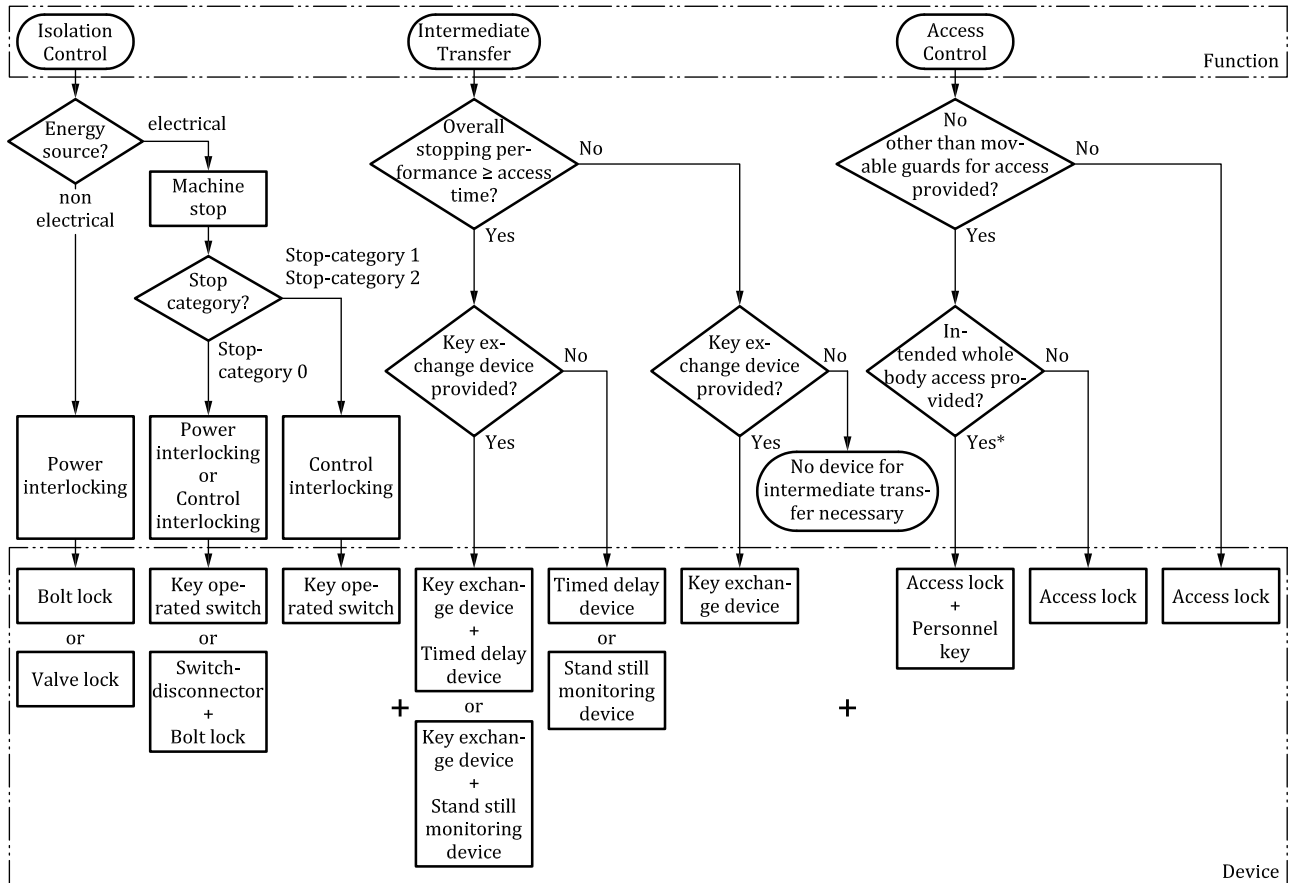 Isolation
Control
Intermediate
Transfer
Access
Control
Function
Energy
source?
electrical
non
electrical
Machine
stop
Stop
category?
Stop-category 1
Stop-category 2
Stop-
category 0
Power
interlocking
Power
interlocking
or
Control
interlocking
Control
interlocking
Overall
stopping per-
formance ≥ access
time?
No
Yes
Key ex-
change device
provided?
No
Yes
Key ex-
change device
provided?
No
Yes
No device for
intermediate trans-
fer necessary
No
other than mov-
able guards for access
provided?
No
Yes
In-
tended whole
body access pro-
vided?
No
Yes*
Bolt lock
or
Valve lock
Key ope-
rated switch
or
Switch-
disconnector
+
Bolt lock
Key ope-
rated switch
+
Key exchan-
ge device
+
Timed delay
device
or
Key exchan-
ge device
+
Stand still
monitoring
device
Timed delay
device
or
Stand still
monitoring
device
Key exchan-
ge device
+
Access lock
+
Personnel
key
Access lock
Access lock
Device